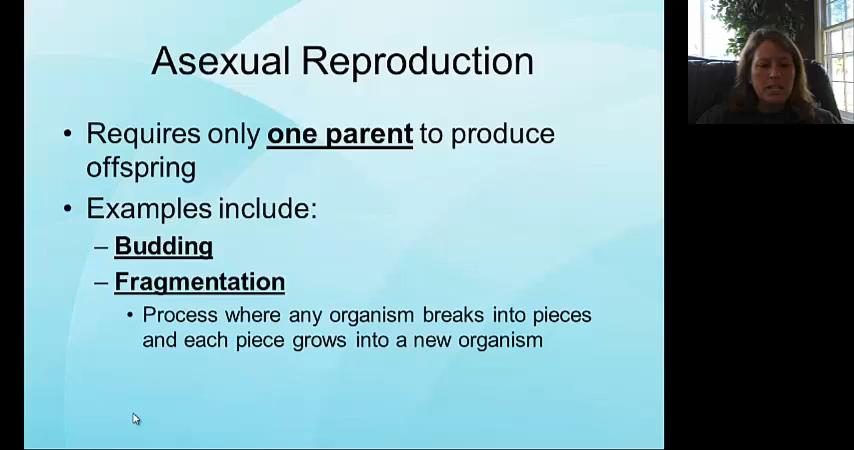 Asexual Reproduction
• Requires only one parent to produce
offspring
• Examples include:
– Budding
– Fragmentation
• Process where any organism breaks into pieces
and each piece grows into a new organism